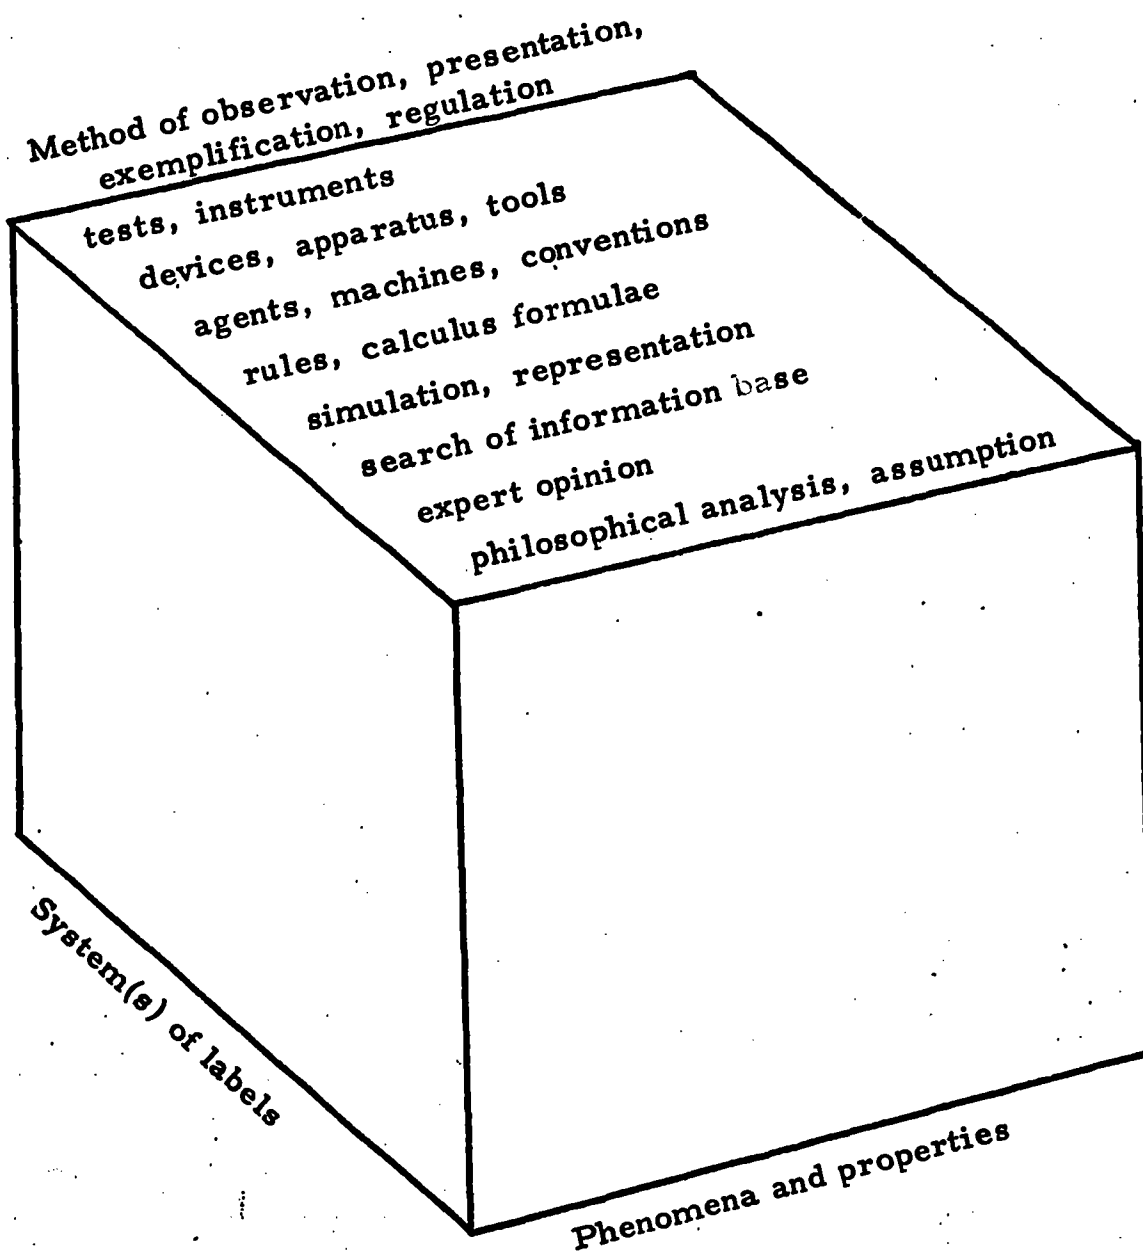 Method of observation, presentation,
exemplification, regulation
tests, instruments
devices, apparatus, tools
agents, machines, conventions
rules, calculus formulae
simulation, representation
search of information base
expert opinion
philosophical analysis, assumption
System(s) of labels
Phenomena and properties